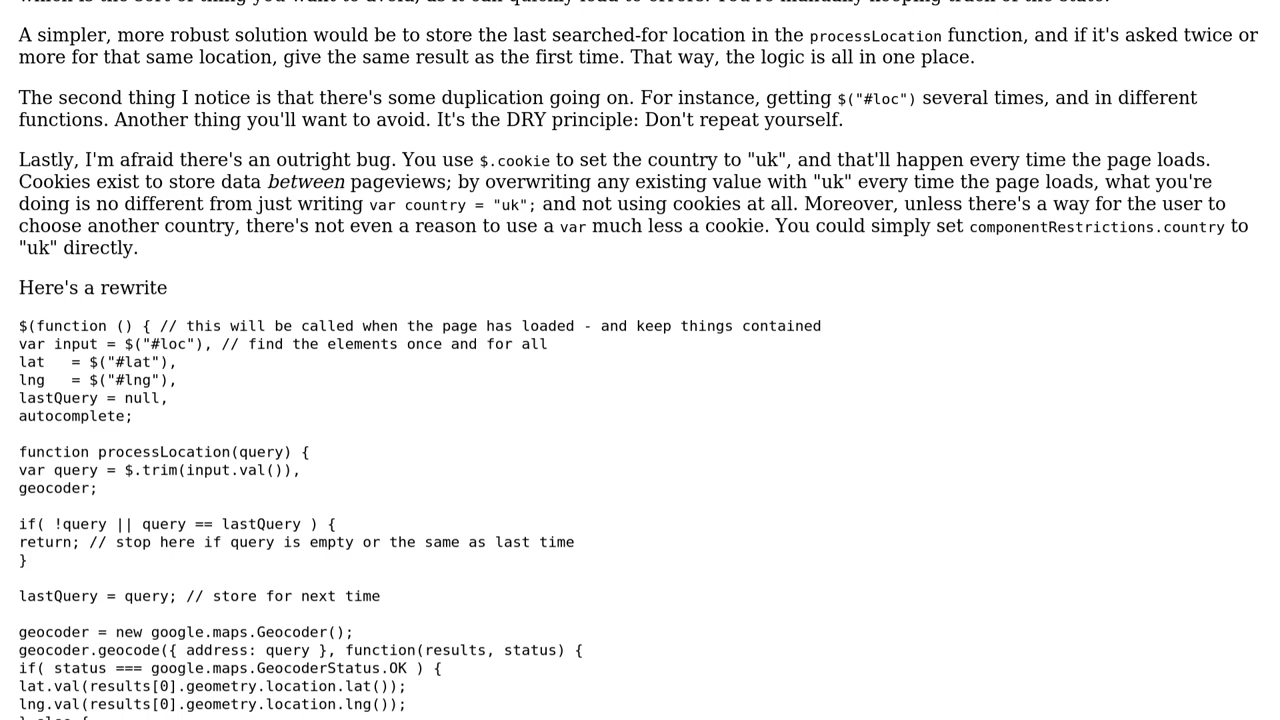 A simpler, more robust solution would be to store the last searched-for location in the processLocation function, and if it's asked twice or
more for that same location, give the same result as the first time. That way, the logic is all in one place.
The second thing I notice is that there's some duplication going on. For instance, getting $("#loc") several times, and in different
functions. Another thing you'll want to avoid. It's the DRY principle: Don't repeat yourself.
Lastly, I'm afraid there's an outright bug. You use $.cookie to set the country to "uk", and that'll happen every time the page loads.
Cookies exist to store data between pageviews; by overwriting any existing value with "uk" every time the page loads, what you're
doing is no different from just writing var country = "uk"; and not using cookies at all. Moreover, unless there's a way for the user to
choose another country, there's not even a reason to use a var much less a cookie. You could simply set componentRestrictions.country to
"uk" directly.
Here's a rewrite
$(function () { // this will be called when the page has loaded - and keep things contained
var input = $("#loc"), // find the elements once and for all
lat   = $("#lat"),
lng   = $("#lng"),
lastQuery = null,
autocomplete;
function processLocation(query) {
var query = $.trim(input.val()),
geocoder;
if( !query || query == lastQuery ) {
return; // stop here if query is empty or the same as last time
}
lastQuery = query; // store for next time
geocoder = new google.maps.Geocoder();
geocoder.geocode({ address: query }, function(results, status) {
if( status === google.maps.GeocoderStatus.OK ) {
lat.val(results[0].geometry.location.lat());
lng.val(results[0].geometry.location.lng());